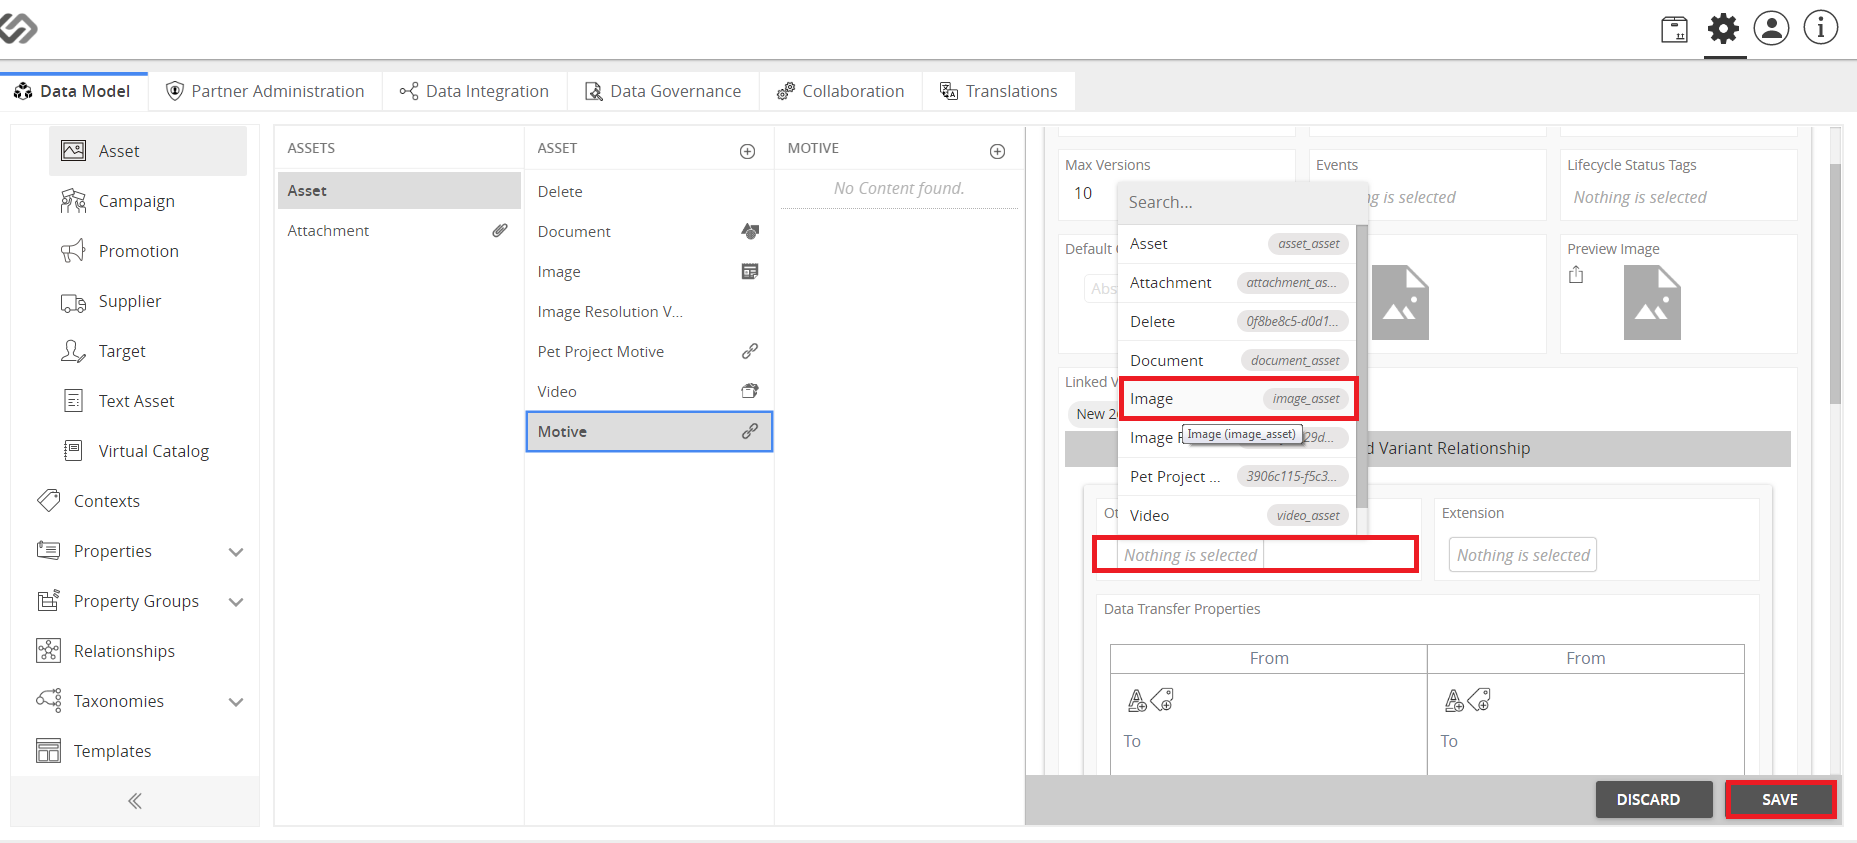 Data Model
Partner Administration
Data Integration
Data Governance
Collaboration
Translations
Asset
Campaign
Promotion
Supplier
Target
Text Asset
Virtual Catalog
Contexts
Properties
Property Groups
Relationships
Taxonomies
Templates
ASSETS
Asset
Attachment
ASSET
Delete
Document
Image
Image Resolution V...
Pet Project Motive
Video
Motive
MOTIVE
No Content found.
Max Versions
10
Events
is selected
Lifecycle Status Tags
Nothing is selected
Default
Abs
Preview Image
Linked V
New 2
Search...
Asset asset_asset
Attachment attachment_as...
Delete 0f8be8c5-d0d1...
Document document_asset
Image image_asset
Image 29d...
Image (image_asset)
Pet Project ... 3906c115-f5c3...
Video video_asset
d Variant Relationship
Ot
Nothing is selected
Extension
Nothing is selected
Data Transfer Properties
From From
To To
DISCARD
SAVE